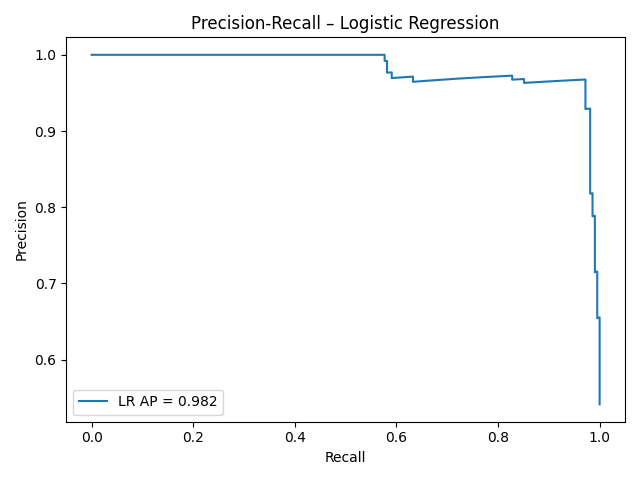 Precision-Recall – Logistic Regression
1.0
0.9
0.8
0.7
0.6
Precision
LR AP = 0.982
0.0 0.2 0.4 0.6 0.8 1.0
Recall